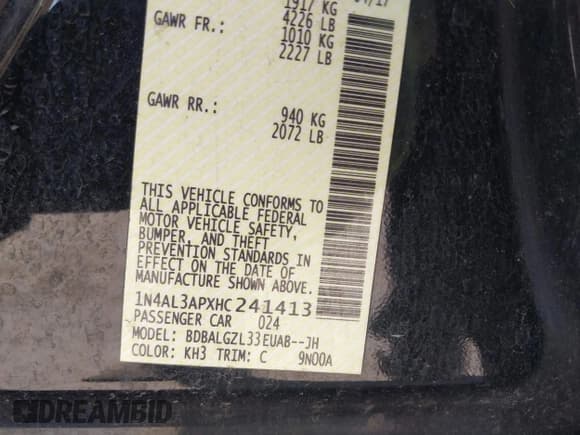 1917 KG
4226 LB
GAWR FR.: 1010 KG
2227 LB
GAWR RR.: 940 KG
2072 LB
THIS VEHICLE CONFORMS TO
ALL APPLICABLE FEDERAL
MOTOR VEHICLE SAFETY,
BUMPER, AND THEFT
PREVENTION STANDARDS IN
EFFECT ON THE DATE OF
MANUFACTURE SHOWN ABOVE.
1N4AL3APXHC241413
PASSENGER CAR 024
MODEL: BDBALGZL33EUAB--JH
COLOR: KH3 TRIM: C 9N00A
DREAMBID